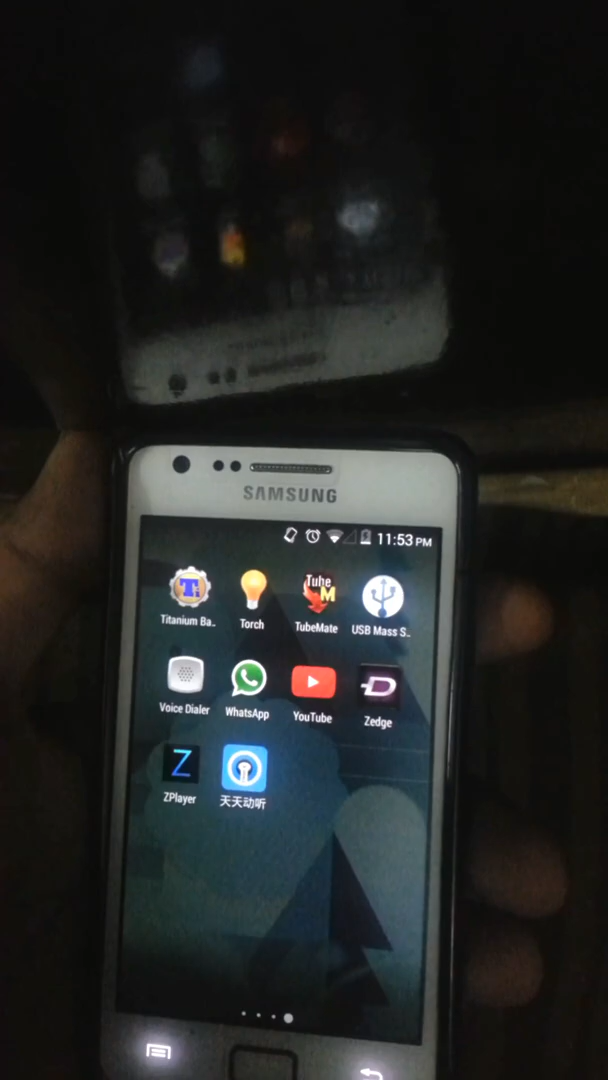 SAMSUNG
11:53 PM
Tube
M
Titanium Ba..
Torch
TubeMate
USB Mass S..
Voice Dialer
WhatsApp
YouTube
Zedge
Z
ZPlayer
天天动听